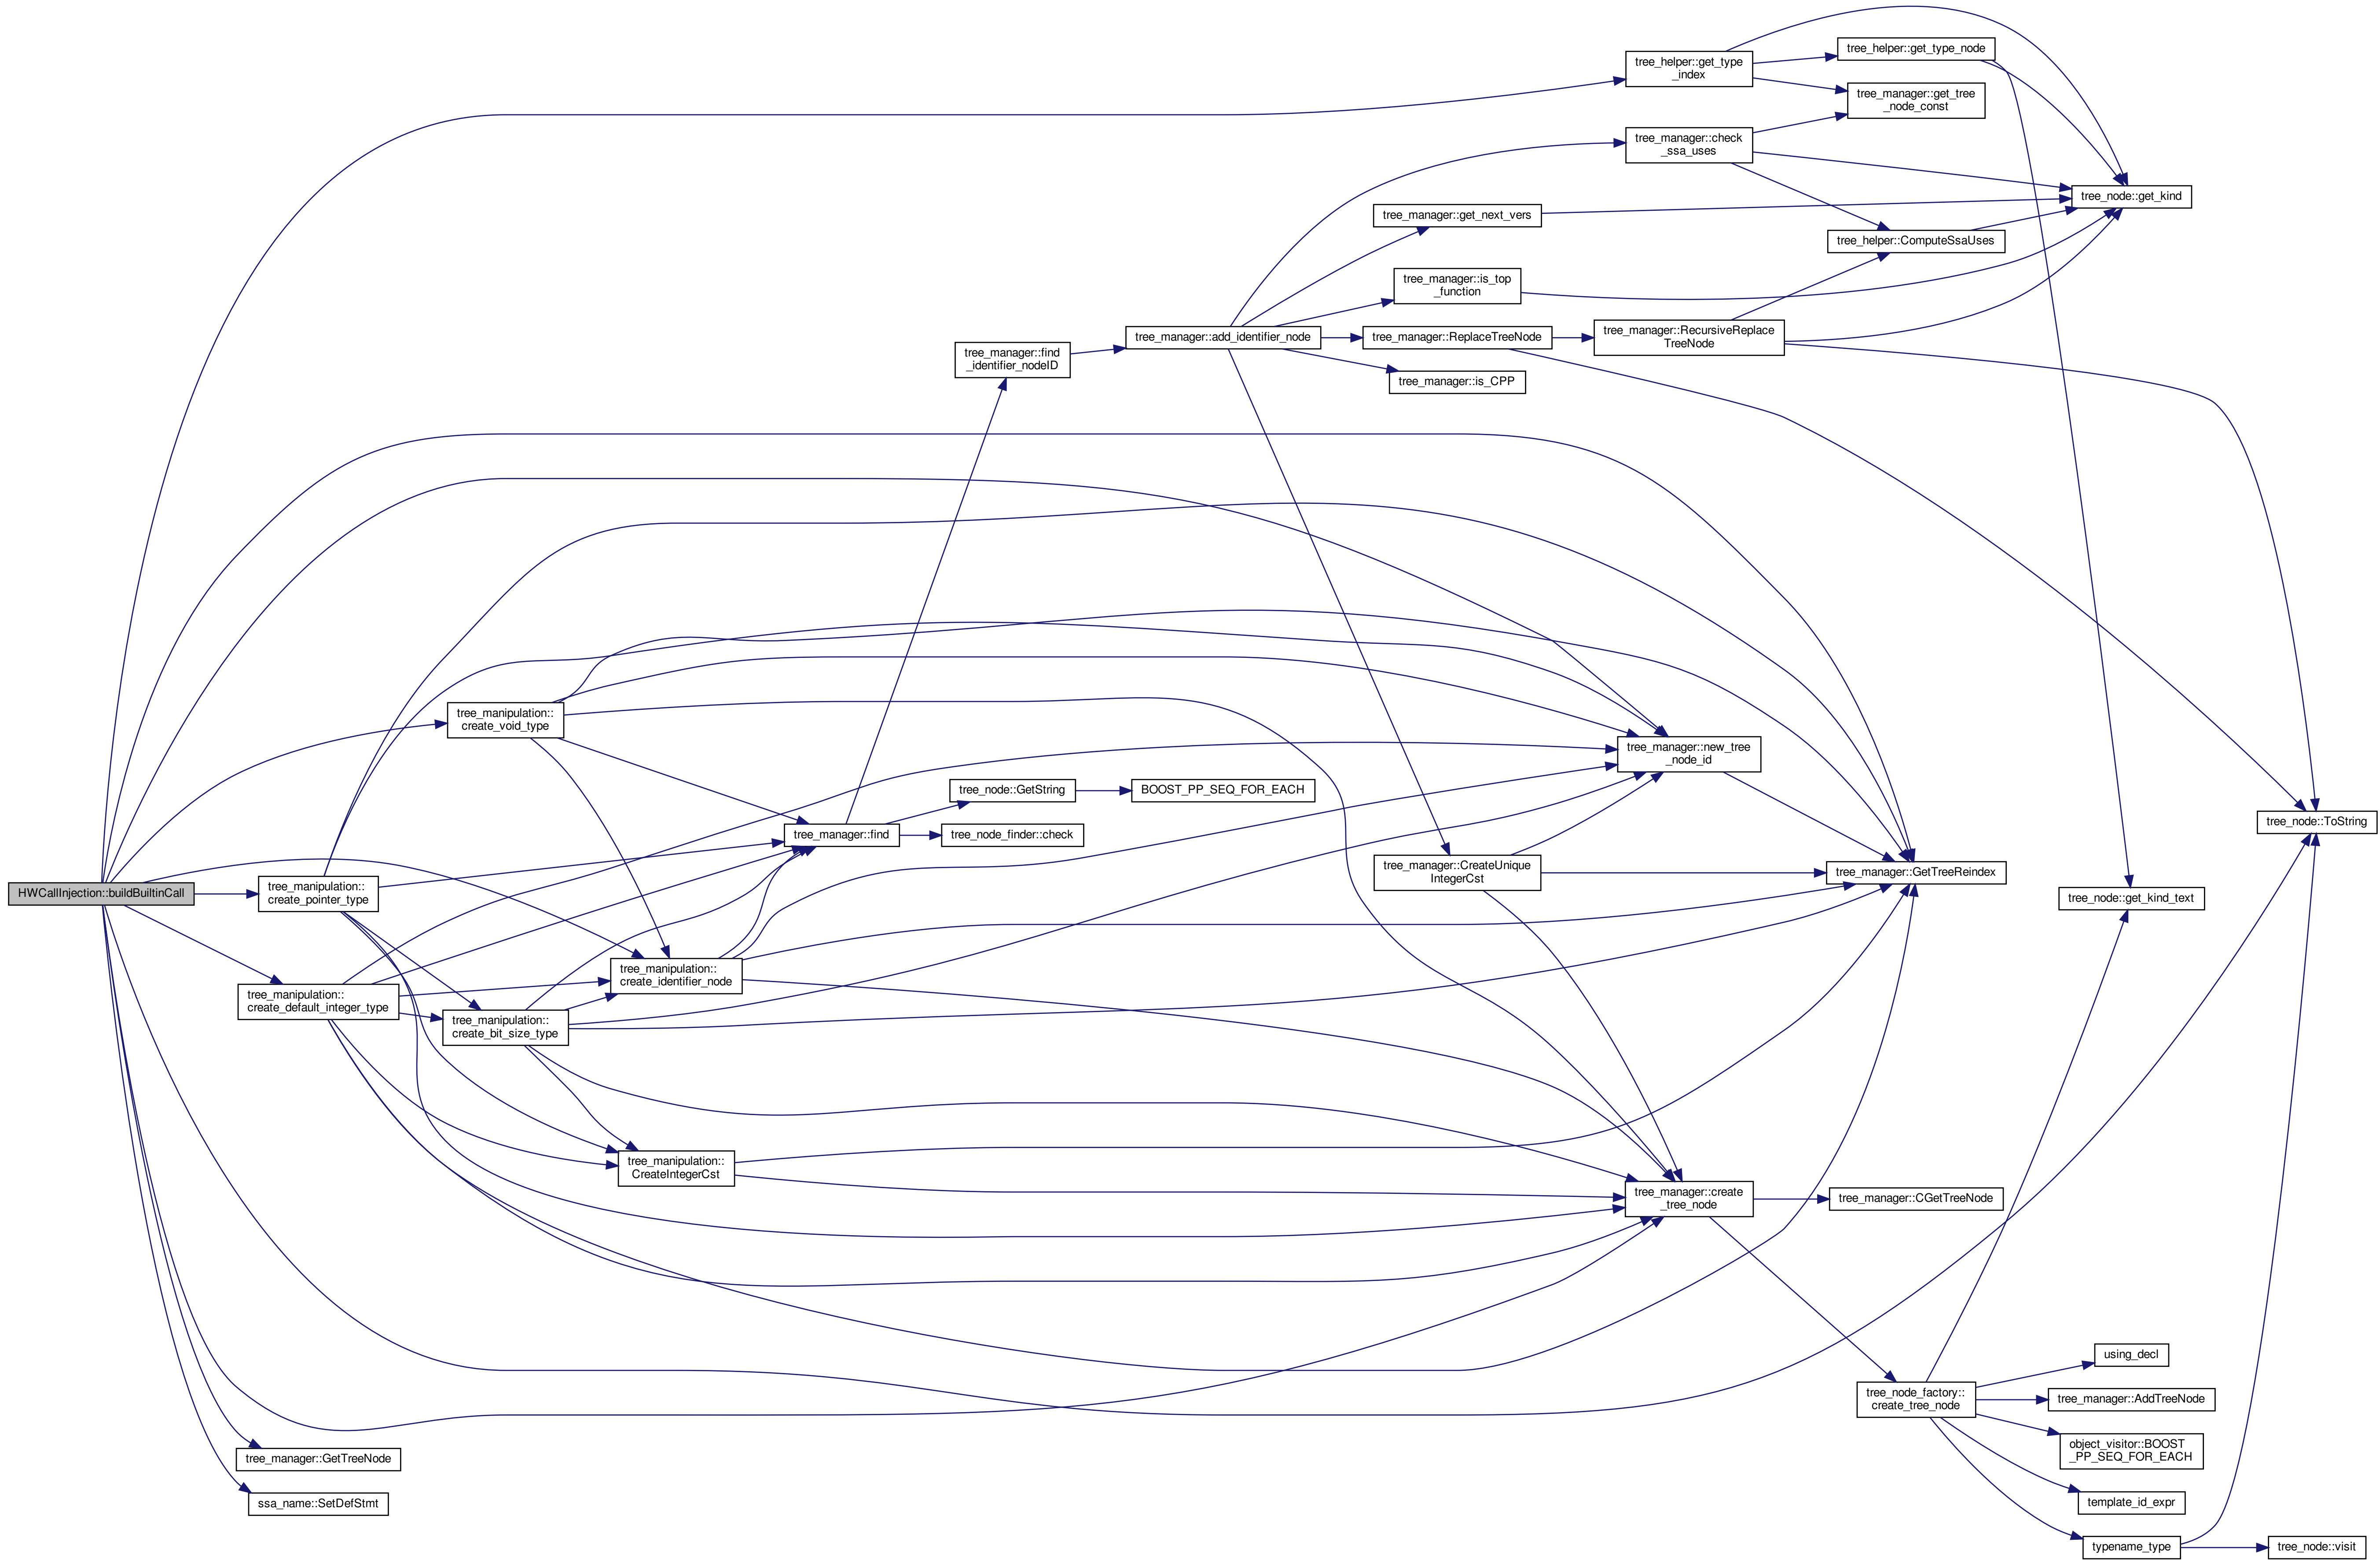 HWCallInjection::buildBuiltinCall
tree_helper::get_type
_index
tree_helper::get_type_node
tree_manager::get_tree
_node_const
tree_manager::check
_ssa_uses
tree_node::get_kind
tree_manager::get_next_vers
tree_helper::ComputeSsaUses
tree_manager::is_top
_function
tree_manager::add_identifier_node
tree_manager::ReplaceTreeNode
tree_manager::RecursiveReplace
TreeNode
tree_manager::find
_identifier_nodeID
tree_manager::is_CPP
tree_manipulation::
create_void_type
tree_manager::new_tree
_node_id
tree_node::GetString
BOOST_PP_SEQ_FOR_EACH
tree_manager::find
tree_node_finder::check
tree_node::ToString
tree_manager::CreateUnique
IntegerCst
tree_manager::GetTreeReindex
tree_manipulation::
create_pointer_type
tree_node::get_kind_text
tree_manipulation::
create_identifier_node
tree_manipulation::
create_default_integer_type
tree_manipulation::
create_bit_size_type
tree_manipulation::
CreateIntegerCst
tree_manager::create
_tree_node
tree_manager::CGetTreeNode
using_decl
tree_node_factory::
create_tree_node
tree_manager::AddTreeNode
object_visitor::BOOST
_PP_SEQ_FOR_EACH
tree_manager::GetTreeNode
ssa_name::SetDefStmt
template_id_expr
typename_type
tree_node::visit